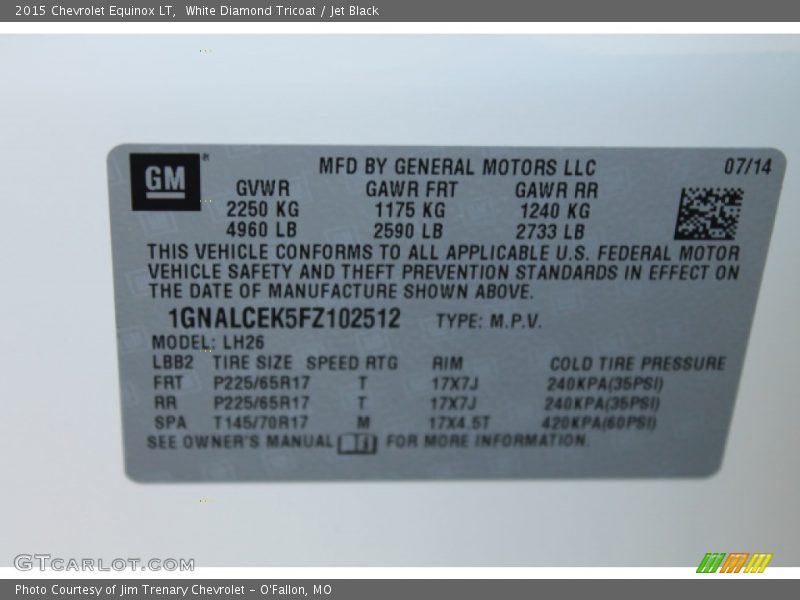 2015 Chevrolet Equinox LT, White Diamond Tricoat / Jet Black
GM®
MFD BY GENERAL MOTORS LLC 07/14
GVWR GAWR FRT GAWR RR
2250 KG 1175 KG 1240 KG
4960 LB 2590 LB 2733 LB
THIS VEHICLE CONFORMS TO ALL APPLICABLE U.S. FEDERAL MOTOR
VEHICLE SAFETY AND THEFT PREVENTION STANDARDS IN EFFECT ON
THE DATE OF MANUFACTURE SHOWN ABOVE.
1GNALCEK5FZ102512 TYPE: M.P.V.
MODEL: LH26
LBB2 TIRE SIZE SPEED RTG RIM COLD TIRE PRESSURE
FRT P225/65R17 T 17X7J 240KPA(35PSI)
RR P225/65R17 T 17X7J 240KPA(35PSI)
SPA T145/70R17 M 17X4.5T 420KPA(60PSI)
SEE OWNER'S MANUAL FOR MORE INFORMATION.
GTCARLOT.COM
Photo Courtesy of Jim Trenary Chevrolet - O'Fallon, MO